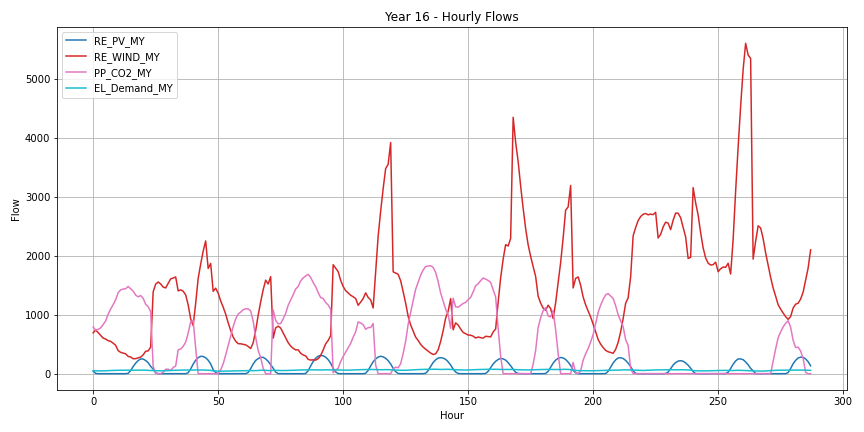 Year 16 - Hourly Flows
RE_PV_MY
RE_WIND_MY
PP_CO2_MY
EL_Demand_MY
Flow
5000
4000
3000
2000
1000
0
0 50 100 150 200 250 300
Hour